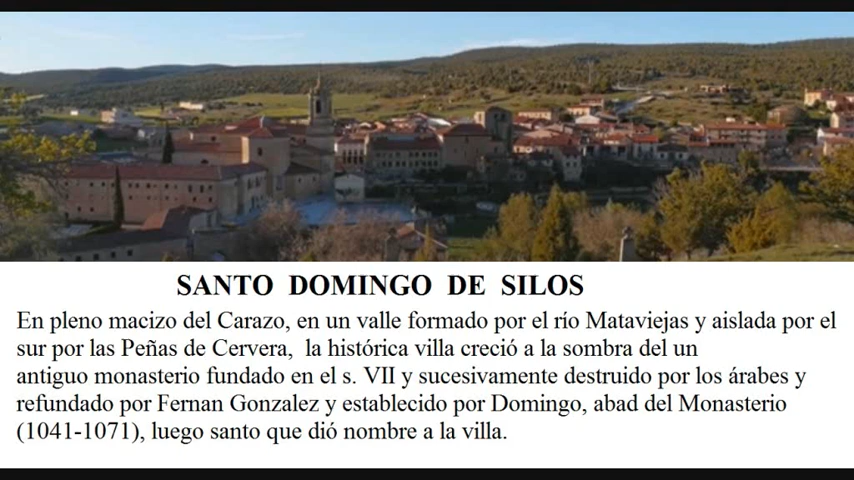 SANTO DOMINGO DE SILOS
En pleno macizo del Carazo, en un valle formado por el río Mataviejas y aislada por el
sur por las Peñas de Cervera, la histórica villa creció a la sombra del un
antiguo monasterio fundado en el s. VII y sucesivamente destruido por los árabes y
refundado por Fernan Gonzalez y establecido por Domingo, abad del Monasterio
(1041-1071), luego santo que dió nombre a la villa.